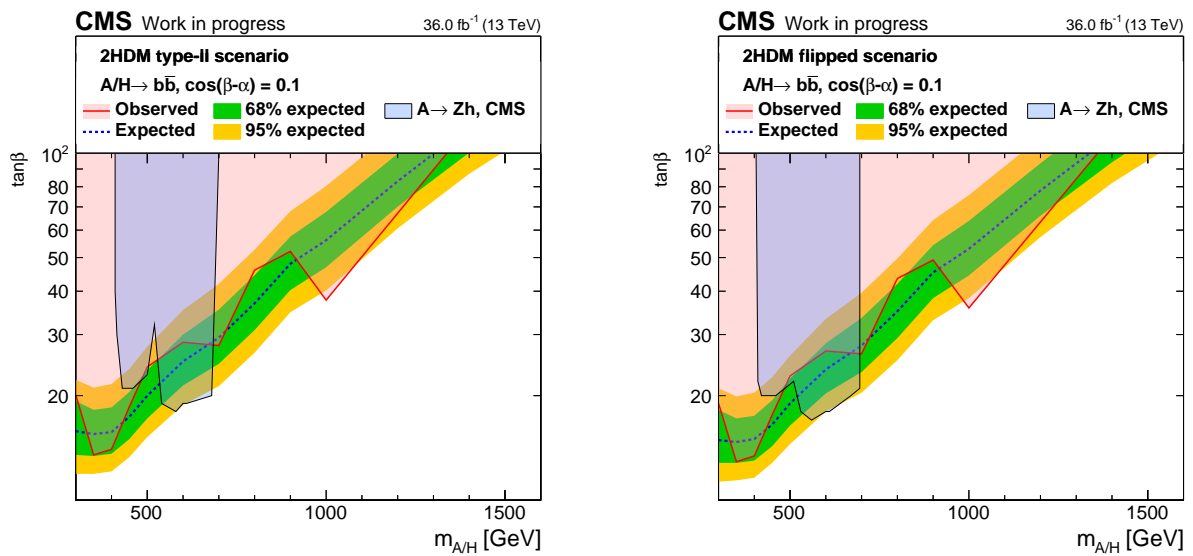 CMS Work in progress 36.0 fb⁻¹ (13 TeV)
2HDM type-II scenario
A/H→ bb̅, cos(β-α) = 0.1
Observed 68% expected A→ Zh, CMS
Expected 95% expected
tanβ
10²
80
70
60
50
40
30
20
500 1000 1500
m_A/H [GeV]
CMS Work in progress 36.0 fb⁻¹ (13 TeV)
2HDM flipped scenario
A/H→ bb̅, cos(β-α) = 0.1
Observed 68% expected A→ Zh, CMS
Expected 95% expected
tanβ
10²
80
70
60
50
40
30
20
500 1000 1500
m_A/H [GeV]